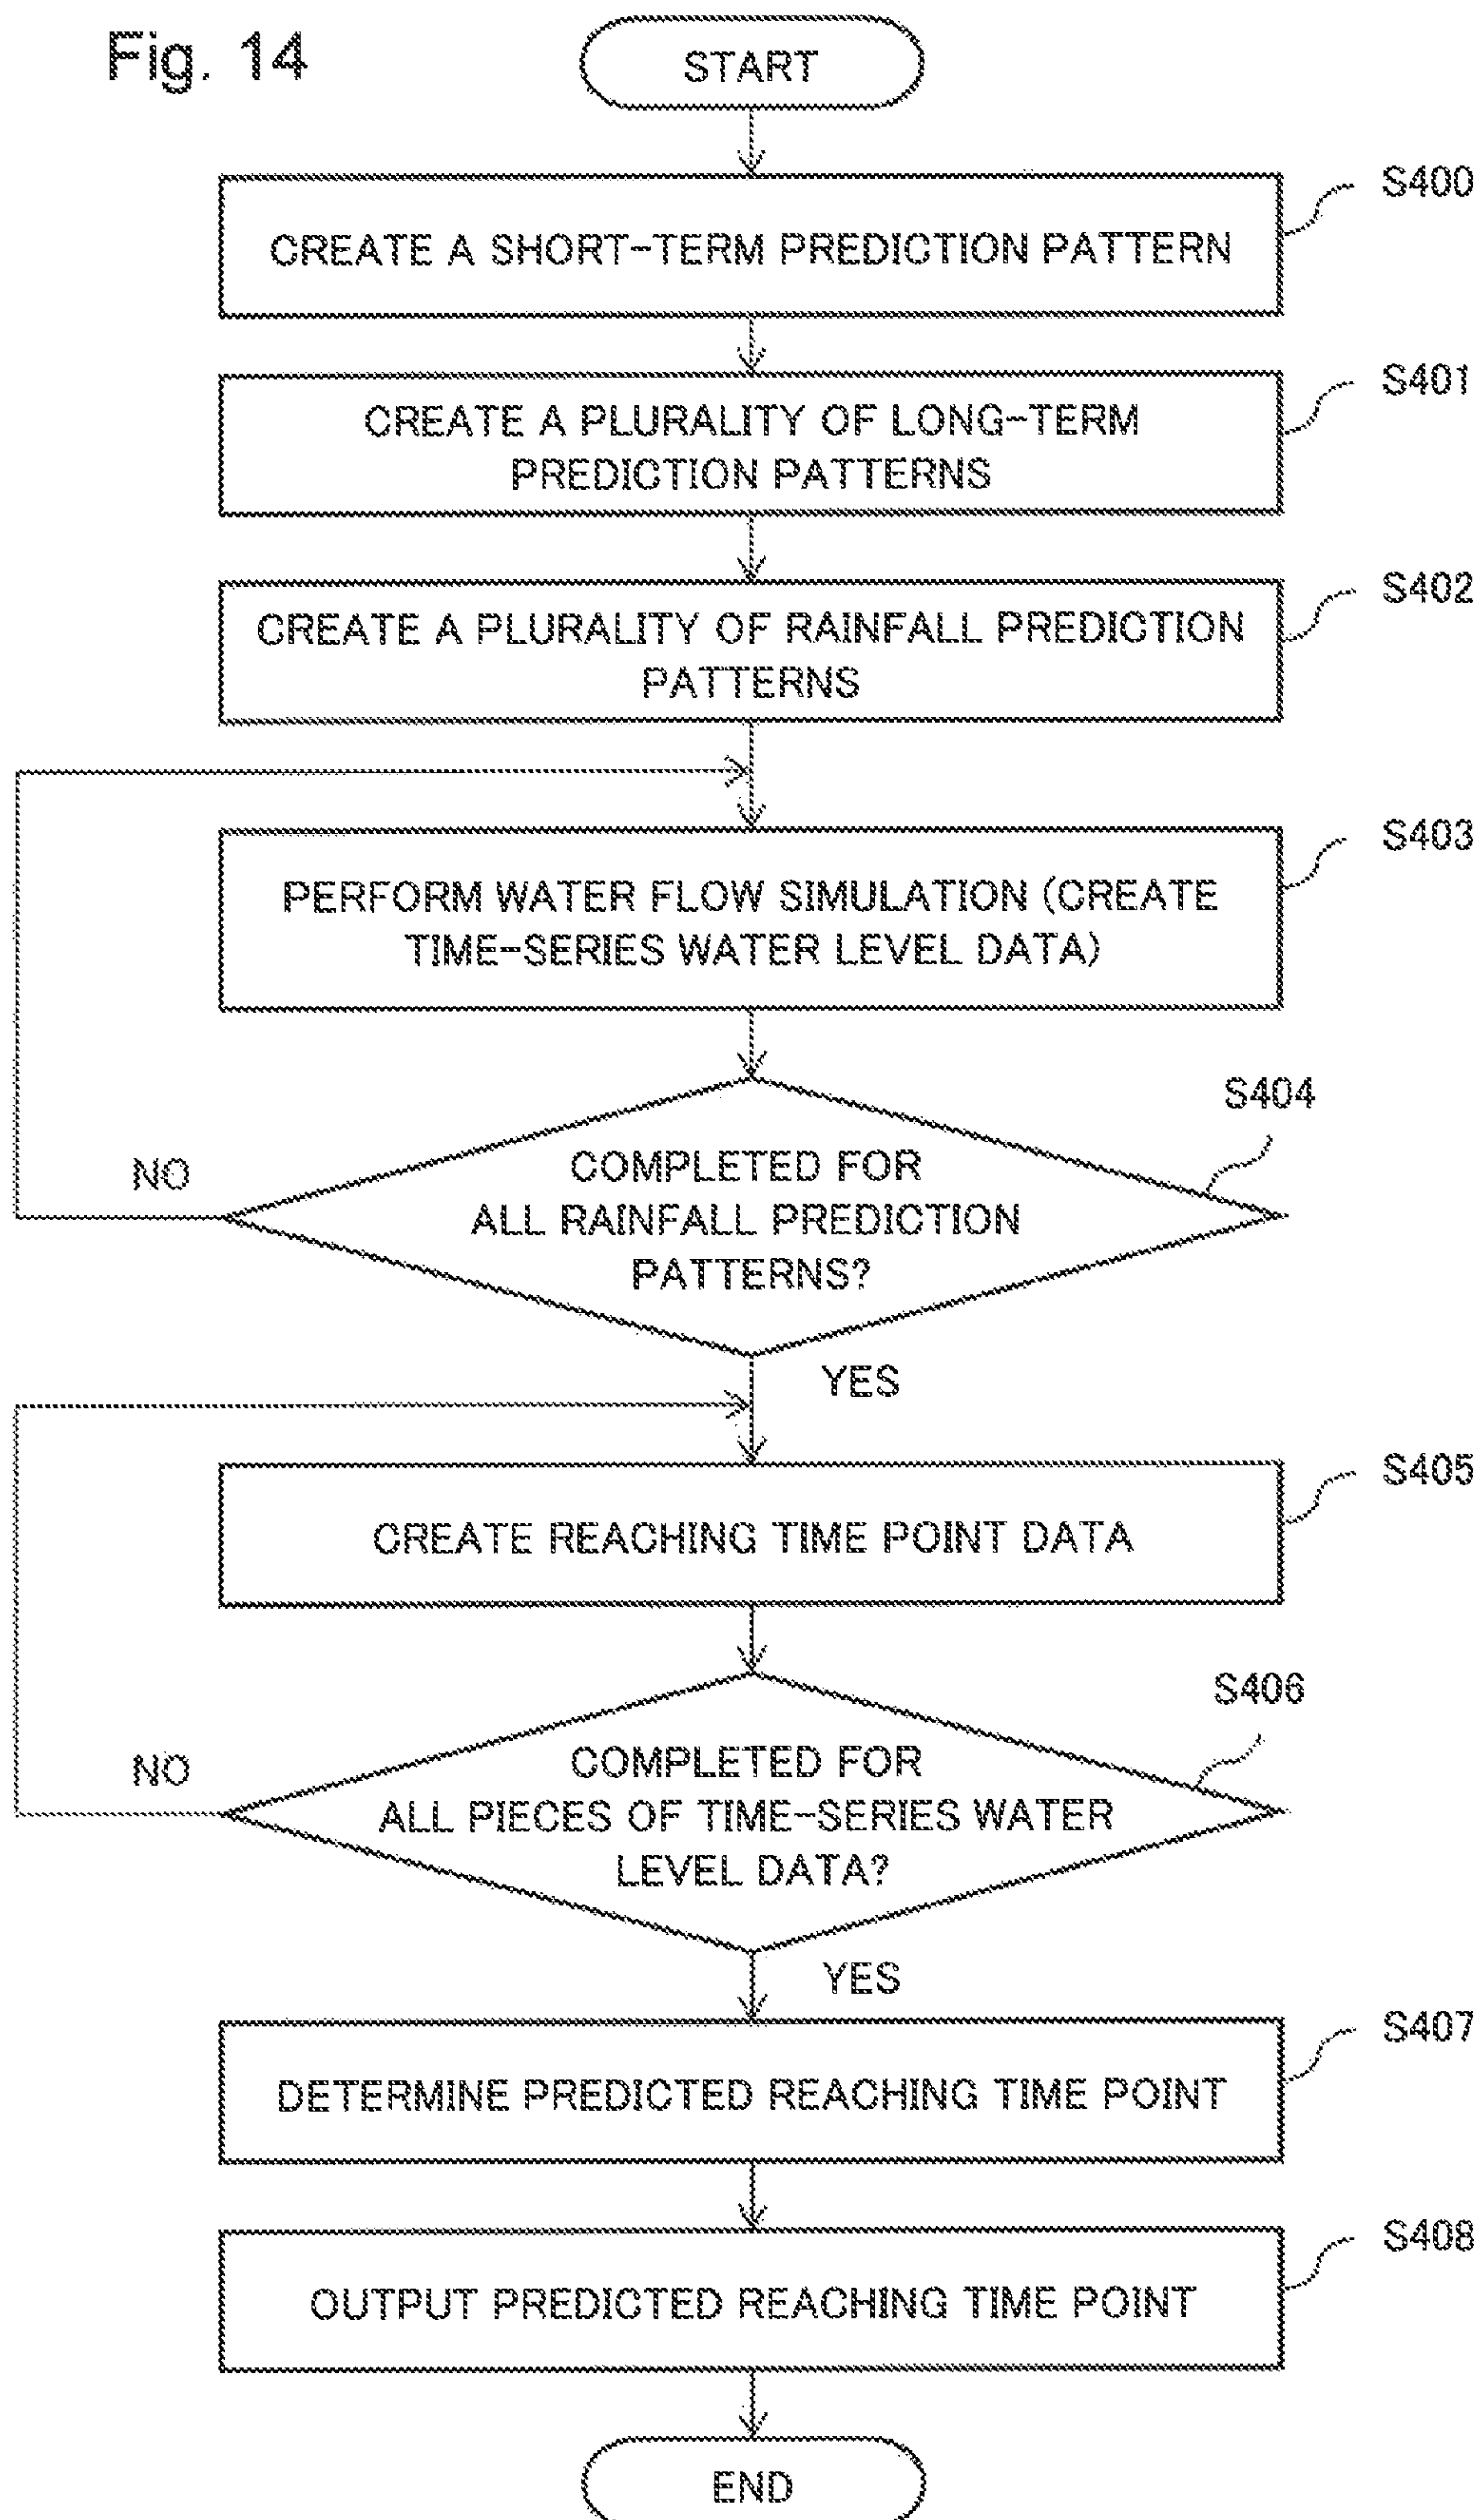 Fig. 14
START
S400
CREATE A SHORT-TERM PREDICTION PATTERN
S401
CREATE A PLURALITY OF LONG-TERM
PREDICTION PATTERNS
S402
CREATE A PLURALITY OF RAINFALL PREDICTION
PATTERNS
S403
PERFORM WATER FLOW SIMULATION (CREATE
TIME-SERIES WATER LEVEL DATA)
S404
COMPLETED FOR
ALL RAINFALL PREDICTION
PATTERNS?
NO
YES
S405
CREATE REACHING TIME POINT DATA
S406
COMPLETED FOR
ALL PIECES OF TIME-SERIES WATER
LEVEL DATA?
NO
YES
S407
DETERMINE PREDICTED REACHING TIME POINT
S408
OUTPUT PREDICTED REACHING TIME POINT
END